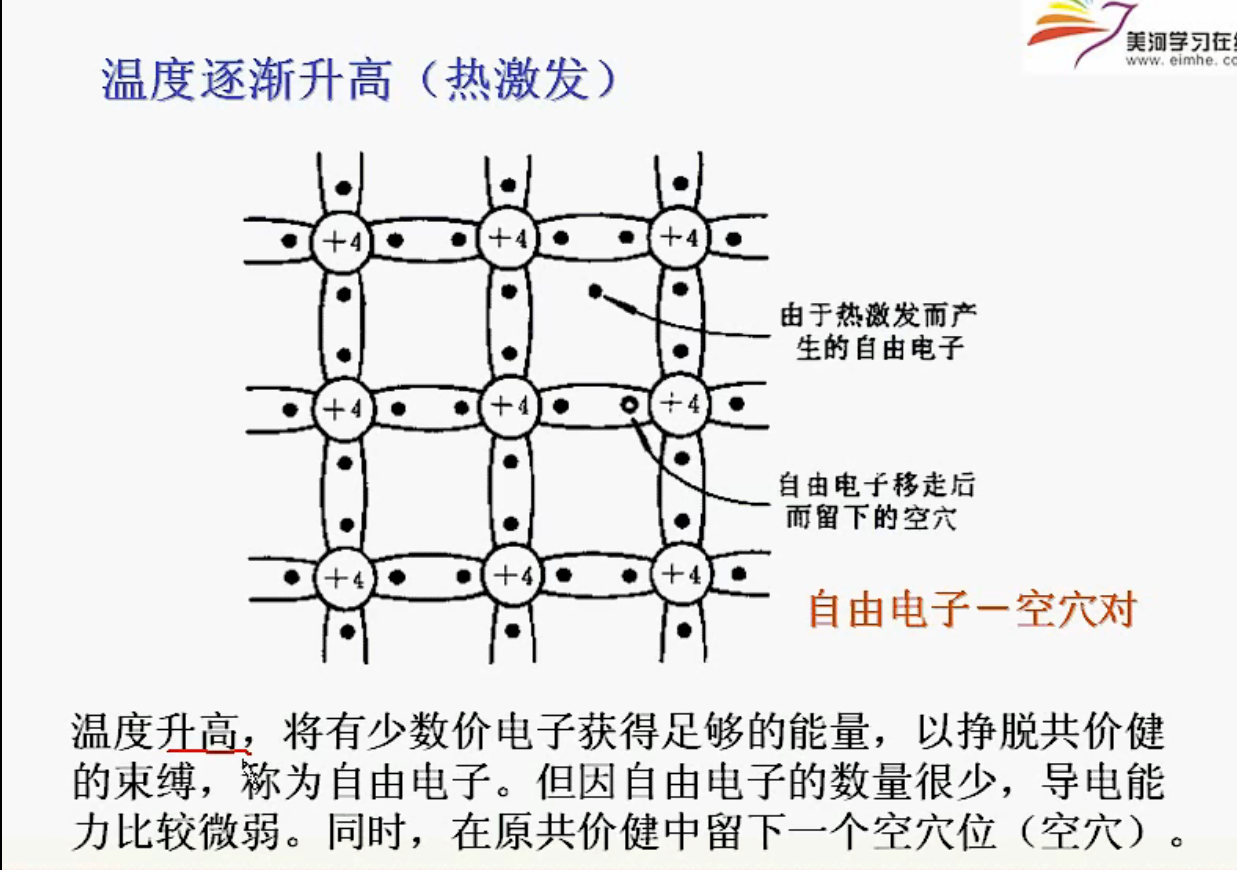 美河学习在
www. eimhe. co
温度逐渐升高（热激发）
+4 +4 +4
由于热激发而产
生的自由电子
+4 +4 +4
自由电子移走后
而留下的空穴
+4 +4 +4
自由电子－空穴对
温度升高，将有少数价电子获得足够的能量，以挣脱共价健
的束缚，称为自由电子。但因自由电子的数量很少，导电能
力比较微弱。同时，在原共价健中留下一个空穴位（空穴）。